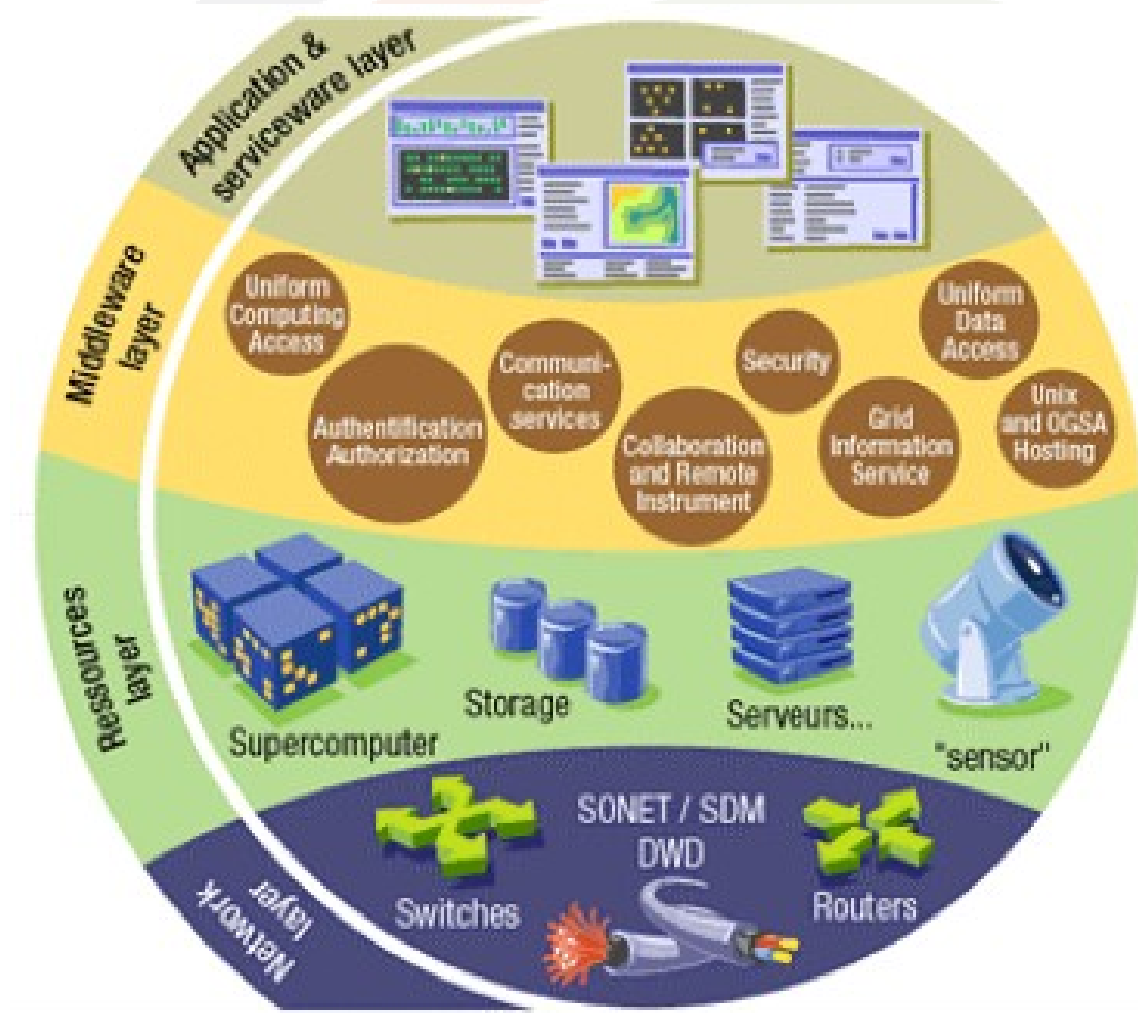 Application &
serviceware layer
Middleware
layer
Uniform
Computing
Access
Authentification
Authorization
Communi-
cation
services
Collaboration
and Remote
Instrument
Security
Grid
Information
Service
Uniform
Data
Access
Unix
and OGSA
Hosting
Ressources
layer
Supercomputer
Storage
Serveurs...
"sensor"
Network
layer
Switches
SONET / SDM
DWD
Routers